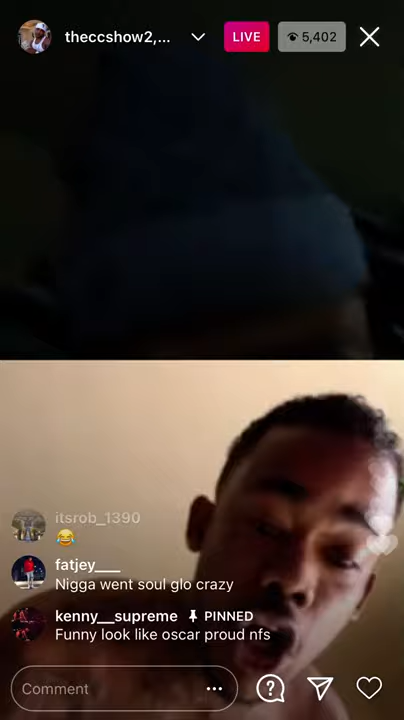 theccshow2,...
LIVE
5,402
itsrob_1390
😂
fatjey___
Nigga went soul glo crazy
kenny__supreme PINNED
Funny look like oscar proud nfs
Comment